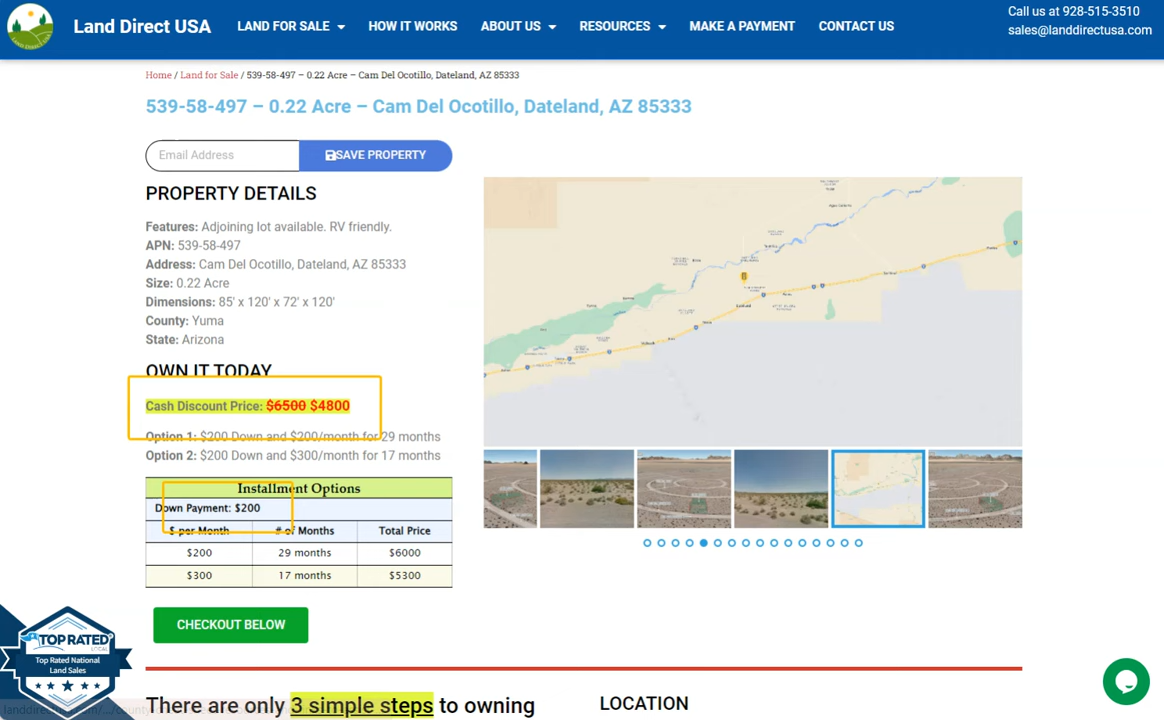 Land Direct USA
LAND FOR SALE
HOW IT WORKS
ABOUT US
RESOURCES
MAKE A PAYMENT
CONTACT US
Call us at 928-515-3510
sales@landdirectusa.com
Home / Land for Sale / 539-58-497 – 0.22 Acre – Cam Del Ocotillo, Dateland, AZ 85333
539-58-497 – 0.22 Acre – Cam Del Ocotillo, Dateland, AZ 85333
Email Address
SAVE PROPERTY
PROPERTY DETAILS
Features: Adjoining lot available. RV friendly.
APN: 539-58-497
Address: Cam Del Ocotillo, Dateland, AZ 85333
Size: 0.22 Acre
Dimensions: 85' x 120' x 72' x 120'
County: Yuma
State: Arizona
OWN IT TODAY
Cash Discount Price: $6500 $4800
Option 1: $200 Down and $200/month for 29 months
Option 2: $200 Down and $300/month for 17 months
Installment Options
Down Payment: $200
$ per Month # of Months Total Price
$200 29 months $6000
$300 17 months $5300
CHECKOUT BELOW
TOP RATED
LOCAL
Top Rated National
Land Sales
There are only 3 simple steps to owning
LOCATION